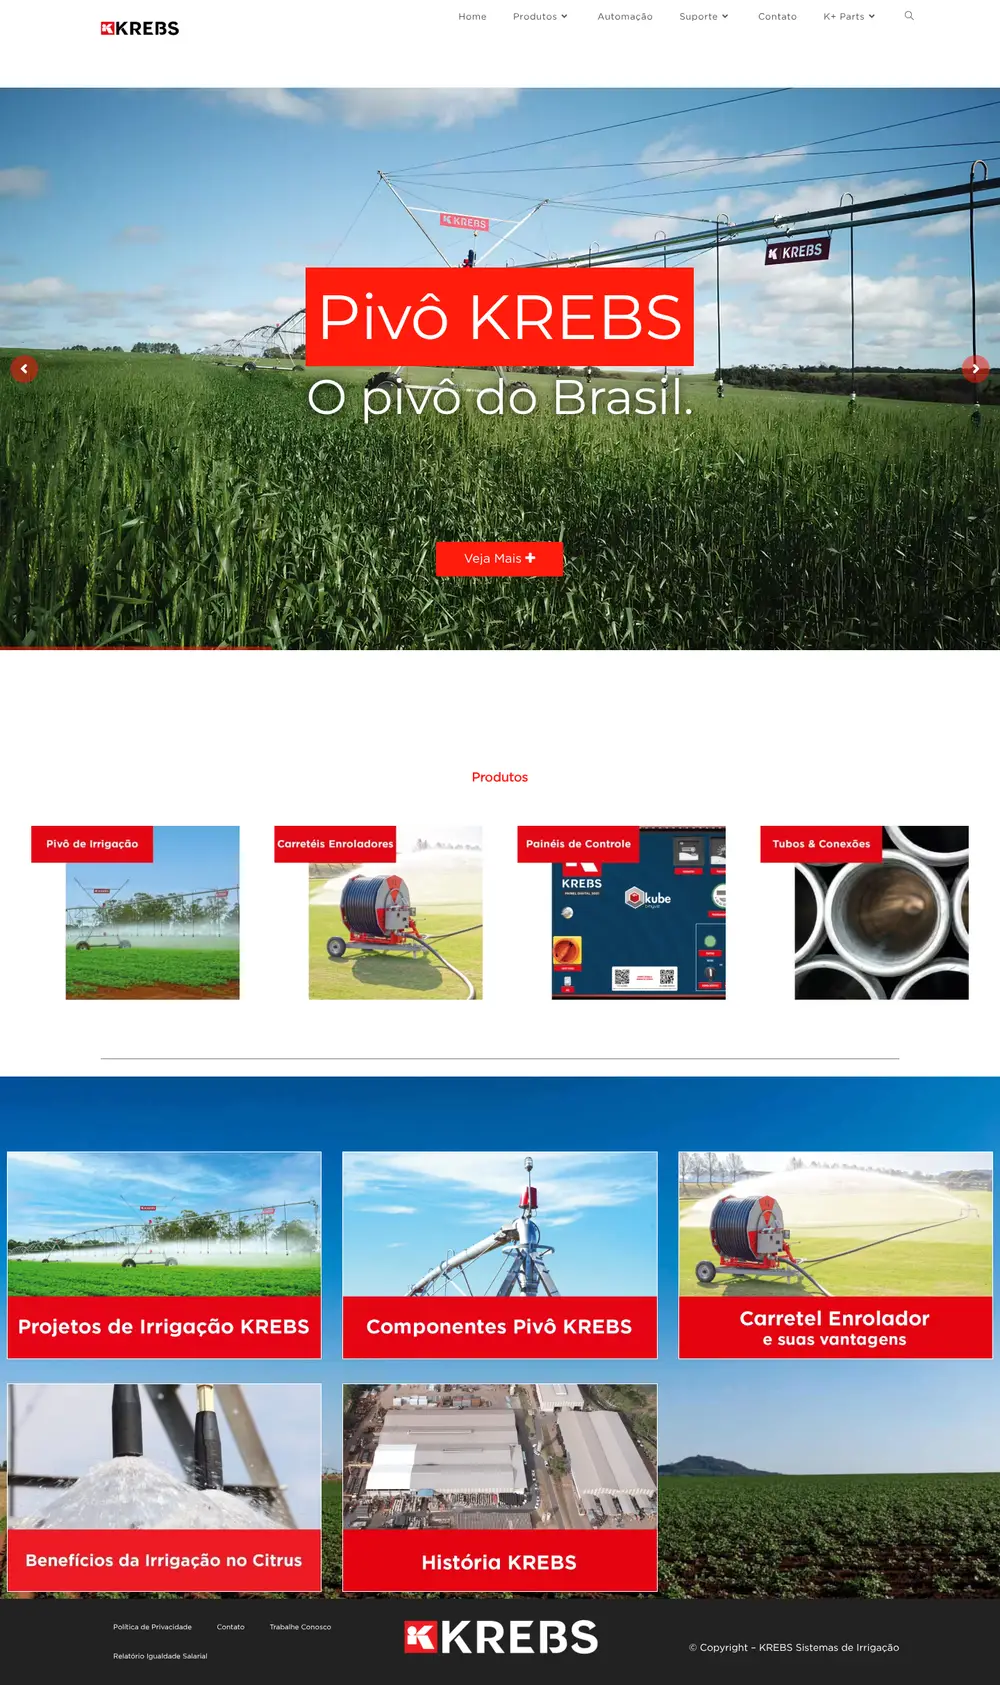 KREBS
Home
Produtos
Automação
Suporte
Contato
K+ Parts
KREBS
KREBS
Pivô KREBS
O pivô do Brasil.
Veja Mais
Produtos
Pivô de Irrigação
Carretéis Enroladores
Painéis de Controle
KREBS
kube
Tubos & Conexões
Projetos de Irrigação KREBS
Componentes Pivô KREBS
Carretel Enrolador
e suas vantagens
Benefícios da Irrigação no Citrus
História KREBS
Política de Privacidade
Contato
Trabalhe Conosco
Relatório Igualdade Salarial
KREBS
© Copyright – KREBS Sistemas de Irrigação